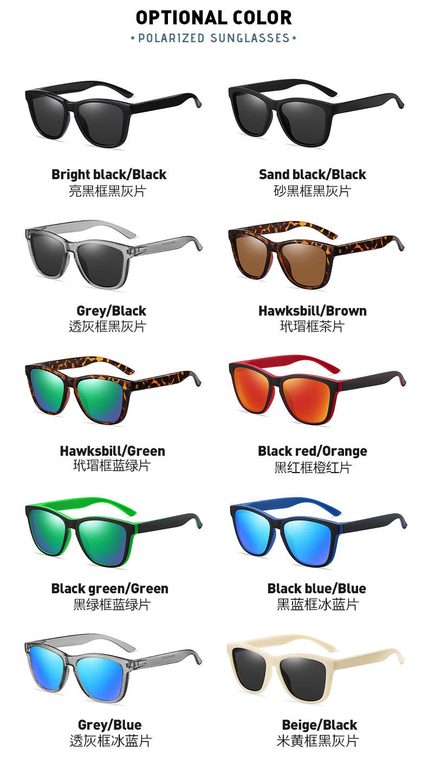 OPTIONAL COLOR
•POLARIZED SUNGLASSES•
Bright black/Black
亮黑框黑灰片
Sand black/Black
砂黑框黑灰片
Grey/Black
透灰框黑灰片
Hawksbill/Brown
玳瑁框茶片
Hawksbill/Green
玳瑁框蓝绿片
Black red/Orange
黑红框橙红片
Black green/Green
黑绿框蓝绿片
Black blue/Blue
黑蓝框冰蓝片
Grey/Blue
透灰框冰蓝片
Beige/Black
米黄框黑灰片